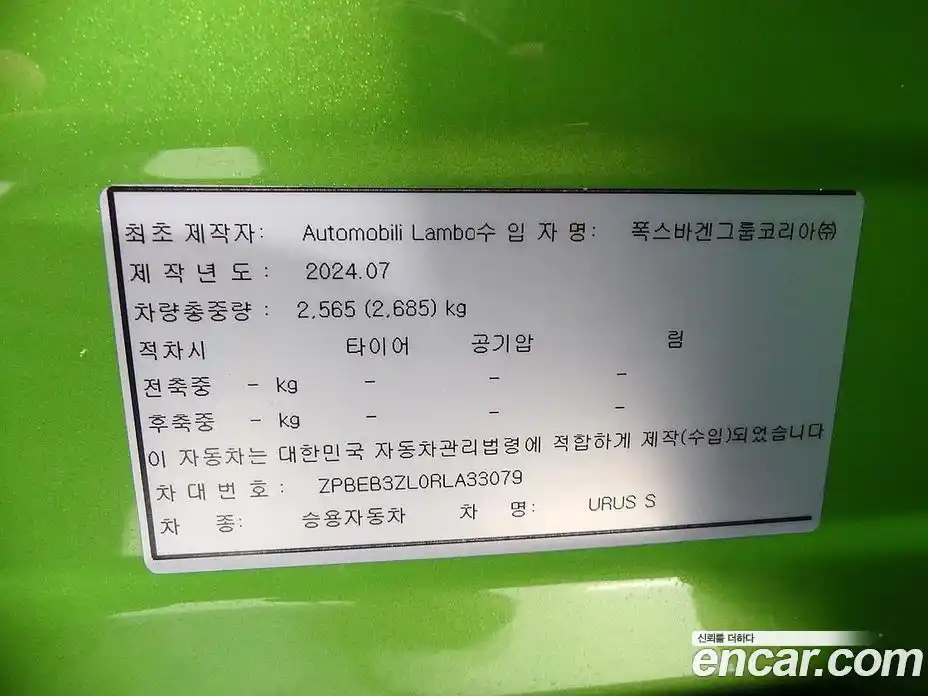 최초 제작자: Automobili Lambo수 입 자 명: 폭스바겐그룹코리아㈜
제 작 년 도 : 2024.07
차량총중량 : 2,565 (2,685) kg
적차시 타이어 공기압 림
전축중 - kg - - -
후축중 - kg - - -
이 자동차는 대한민국 자동차관리법령에 적합하게 제작(수입)되었습니다
차 대 번 호 : ZPBEB3ZL0RLA33079
차 종: 승용자동차 차 명: URUS S
신뢰를 더하다
encar.com